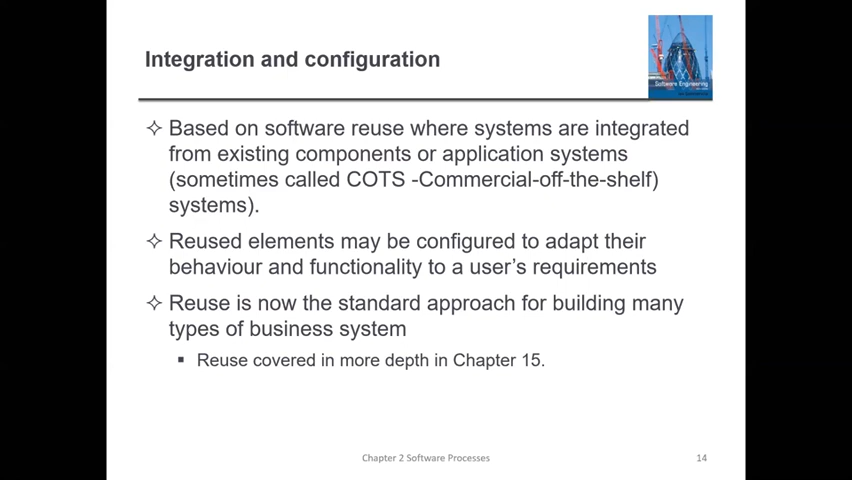 Integration and configuration
Software Engineering
✧ Based on software reuse where systems are integrated
from existing components or application systems
(sometimes called COTS -Commercial-off-the-shelf)
systems).
✧ Reused elements may be configured to adapt their
behaviour and functionality to a user's requirements
✧ Reuse is now the standard approach for building many
types of business system
▪ Reuse covered in more depth in Chapter 15.
Chapter 2 Software Processes
14